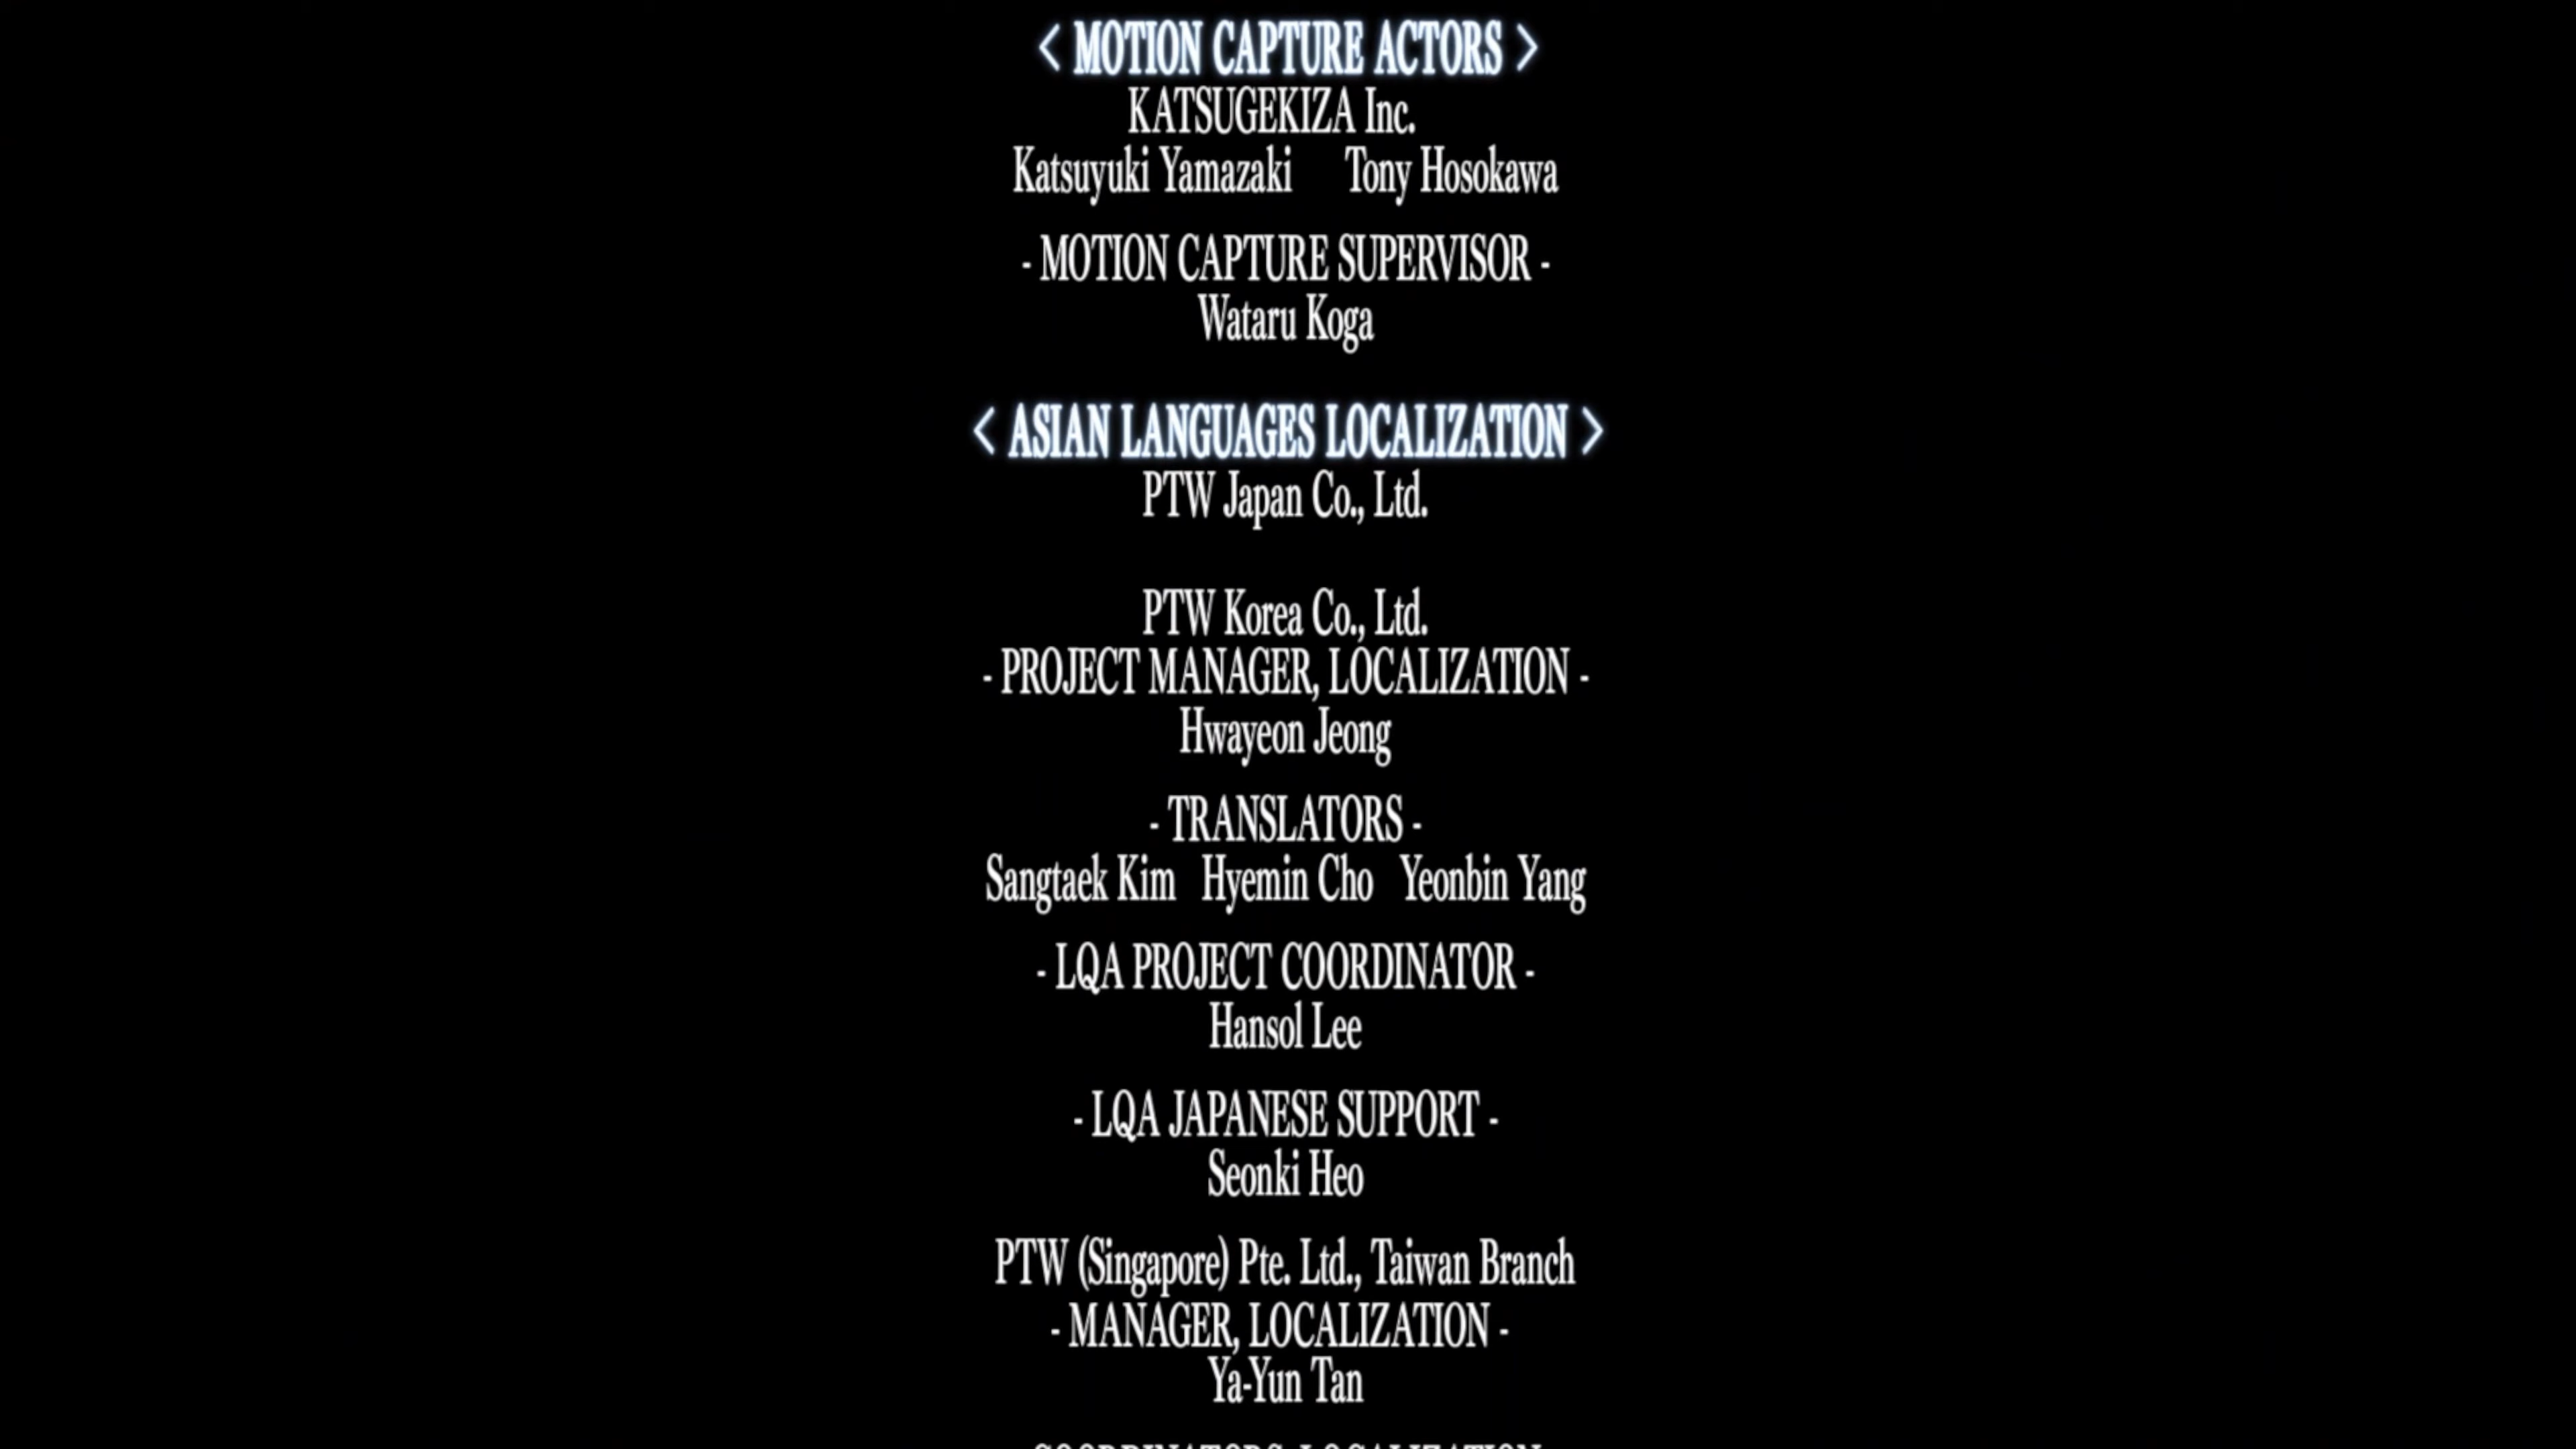 < MOTION CAPTURE ACTORS >
KATSUGEKIZA Inc.
Katsuyuki Yamazaki Tony Hosokawa
- MOTION CAPTURE SUPERVISOR -
Wataru Koga
< ASIAN LANGUAGES LOCALIZATION >
PTW Japan Co., Ltd.
PTW Korea Co., Ltd.
- PROJECT MANAGER, LOCALIZATION -
Hwayeon Jeong
- TRANSLATORS -
Sangtaek Kim Hyemin Cho Yeonbin Yang
- LQA PROJECT COORDINATOR -
Hansol Lee
- LQA JAPANESE SUPPORT -
Seonki Heo
PTW (Singapore) Pte. Ltd., Taiwan Branch
- MANAGER, LOCALIZATION -
Ya-Yun Tan